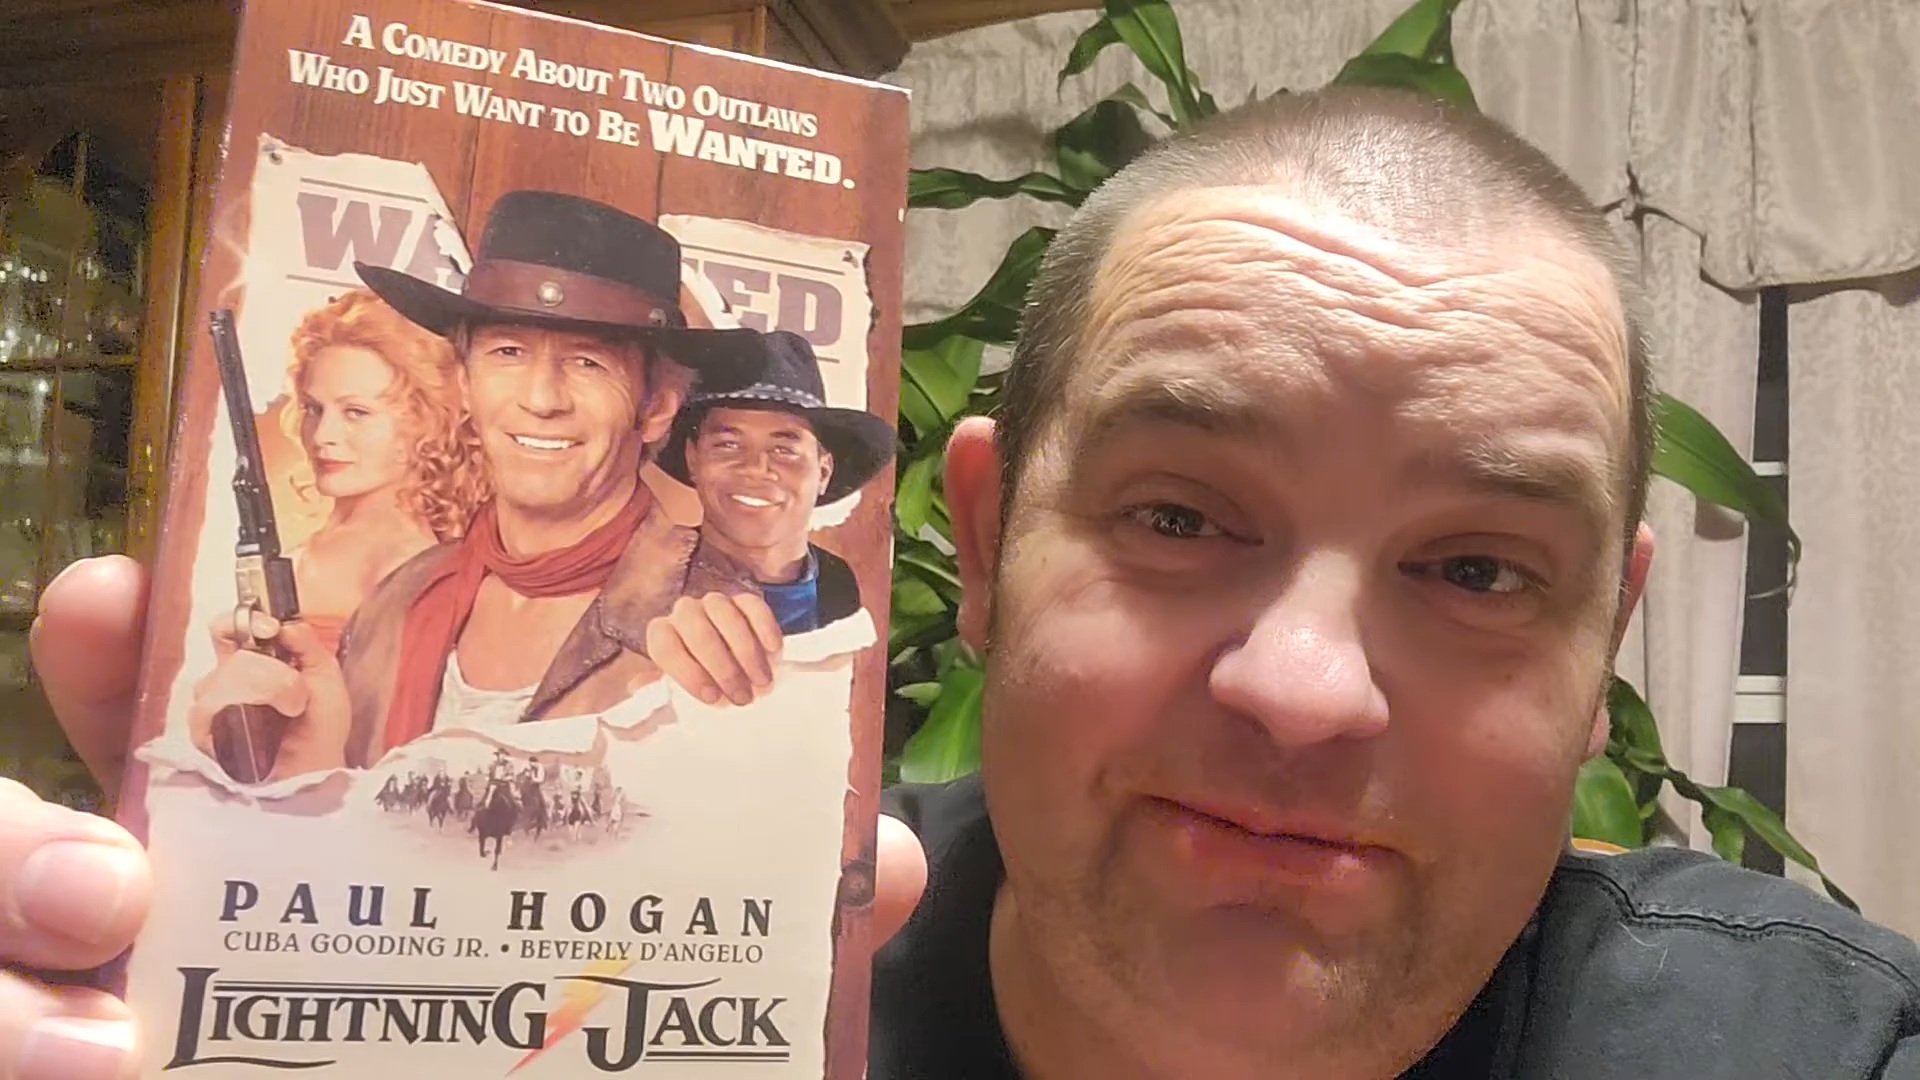 A COMEDY ABOUT TWO OUTLAWS
WHO JUST WANT TO BE WANTED.
PAUL HOGAN
CUBA GOODING JR. • BEVERLY D'ANGELO
LIGHTNING JACK